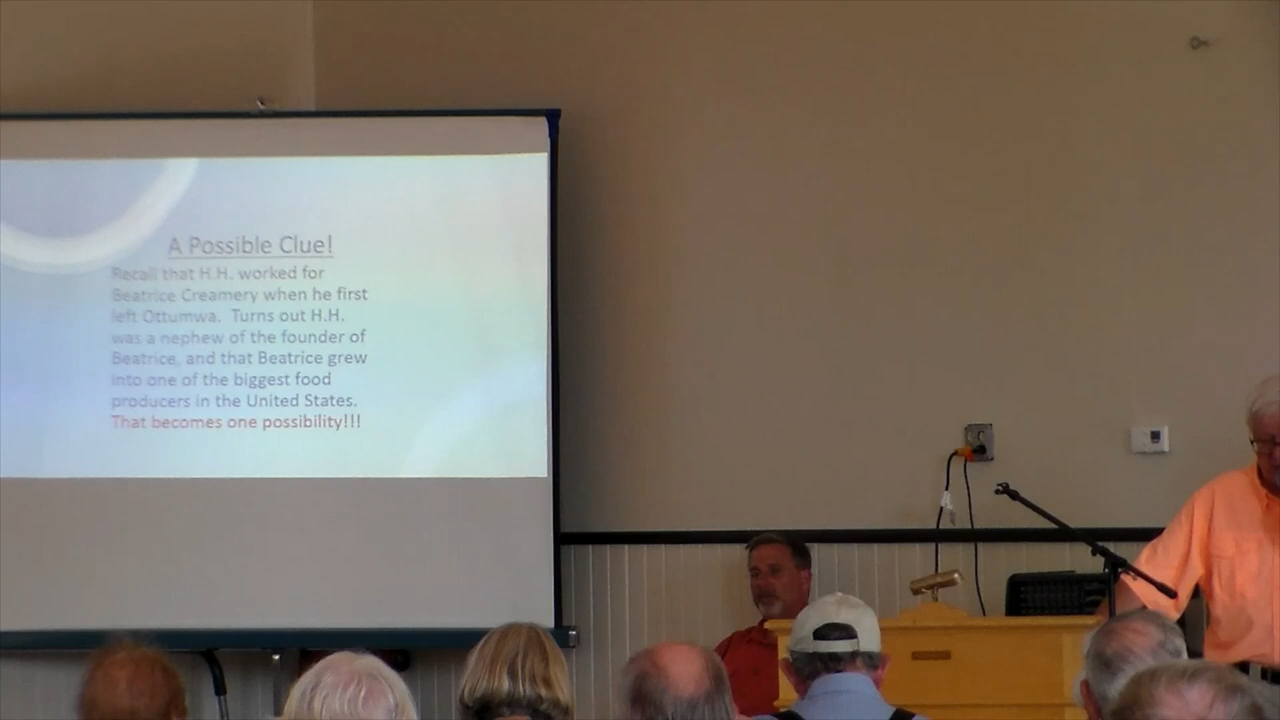 A Possible Clue!
Recall that H.H. worked for
Beatrice Creamery when he first
left Ottumwa.  Turns out H.H.
was a nephew of the founder of
Beatrice, and that Beatrice grew
into one of the biggest food
producers in the United States.
That becomes one possibility!!!